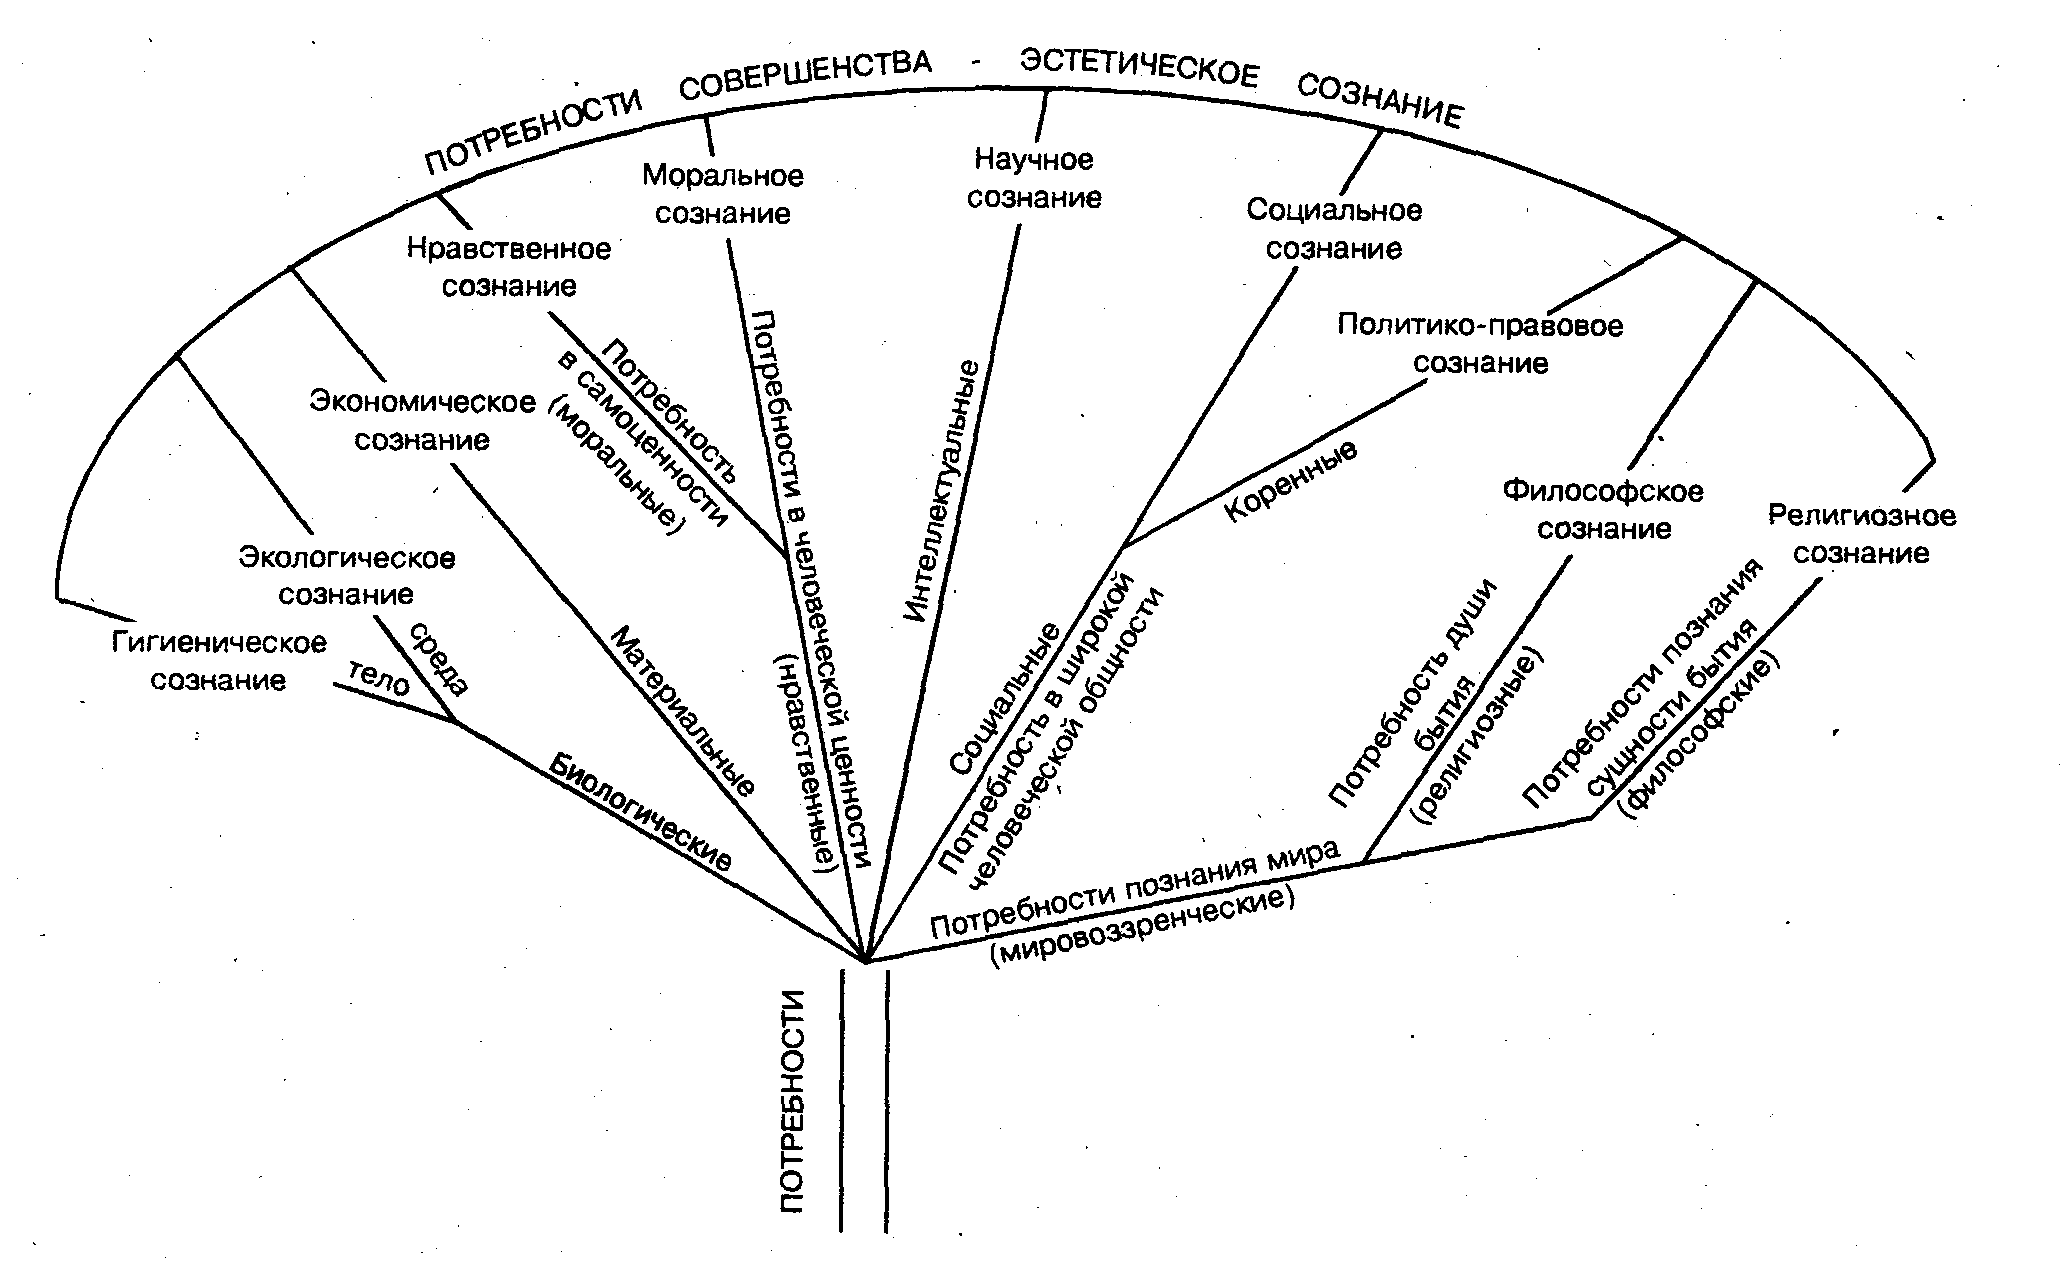 ПОТРЕБНОСТИ СОВЕРШЕНСТВА - ЭСТЕТИЧЕСКОЕ СОЗНАНИЕ
Моральное
сознание
Научное
сознание
Социальное
сознание
Нравственное
сознание
Политико-правовое
сознание
Экономическое
сознание
Философское
сознание
Религиозное
сознание
Экологическое
сознание
Гигиеническое
сознание
тело
среда
Биологические
Материальные
Потребность
в самоценности
(моральные)
Потребности в человеческой ценности
(нравственные)
Интеллектуальные
Социальные
Потребность в широкой
человеческой общности
Коренные
Потребность души
бытия
(религиозные)
Потребности познания
сущности бытия
(философские)
Потребности познания мира
(мировоззренческие)
ПОТРЕБНОСТИ